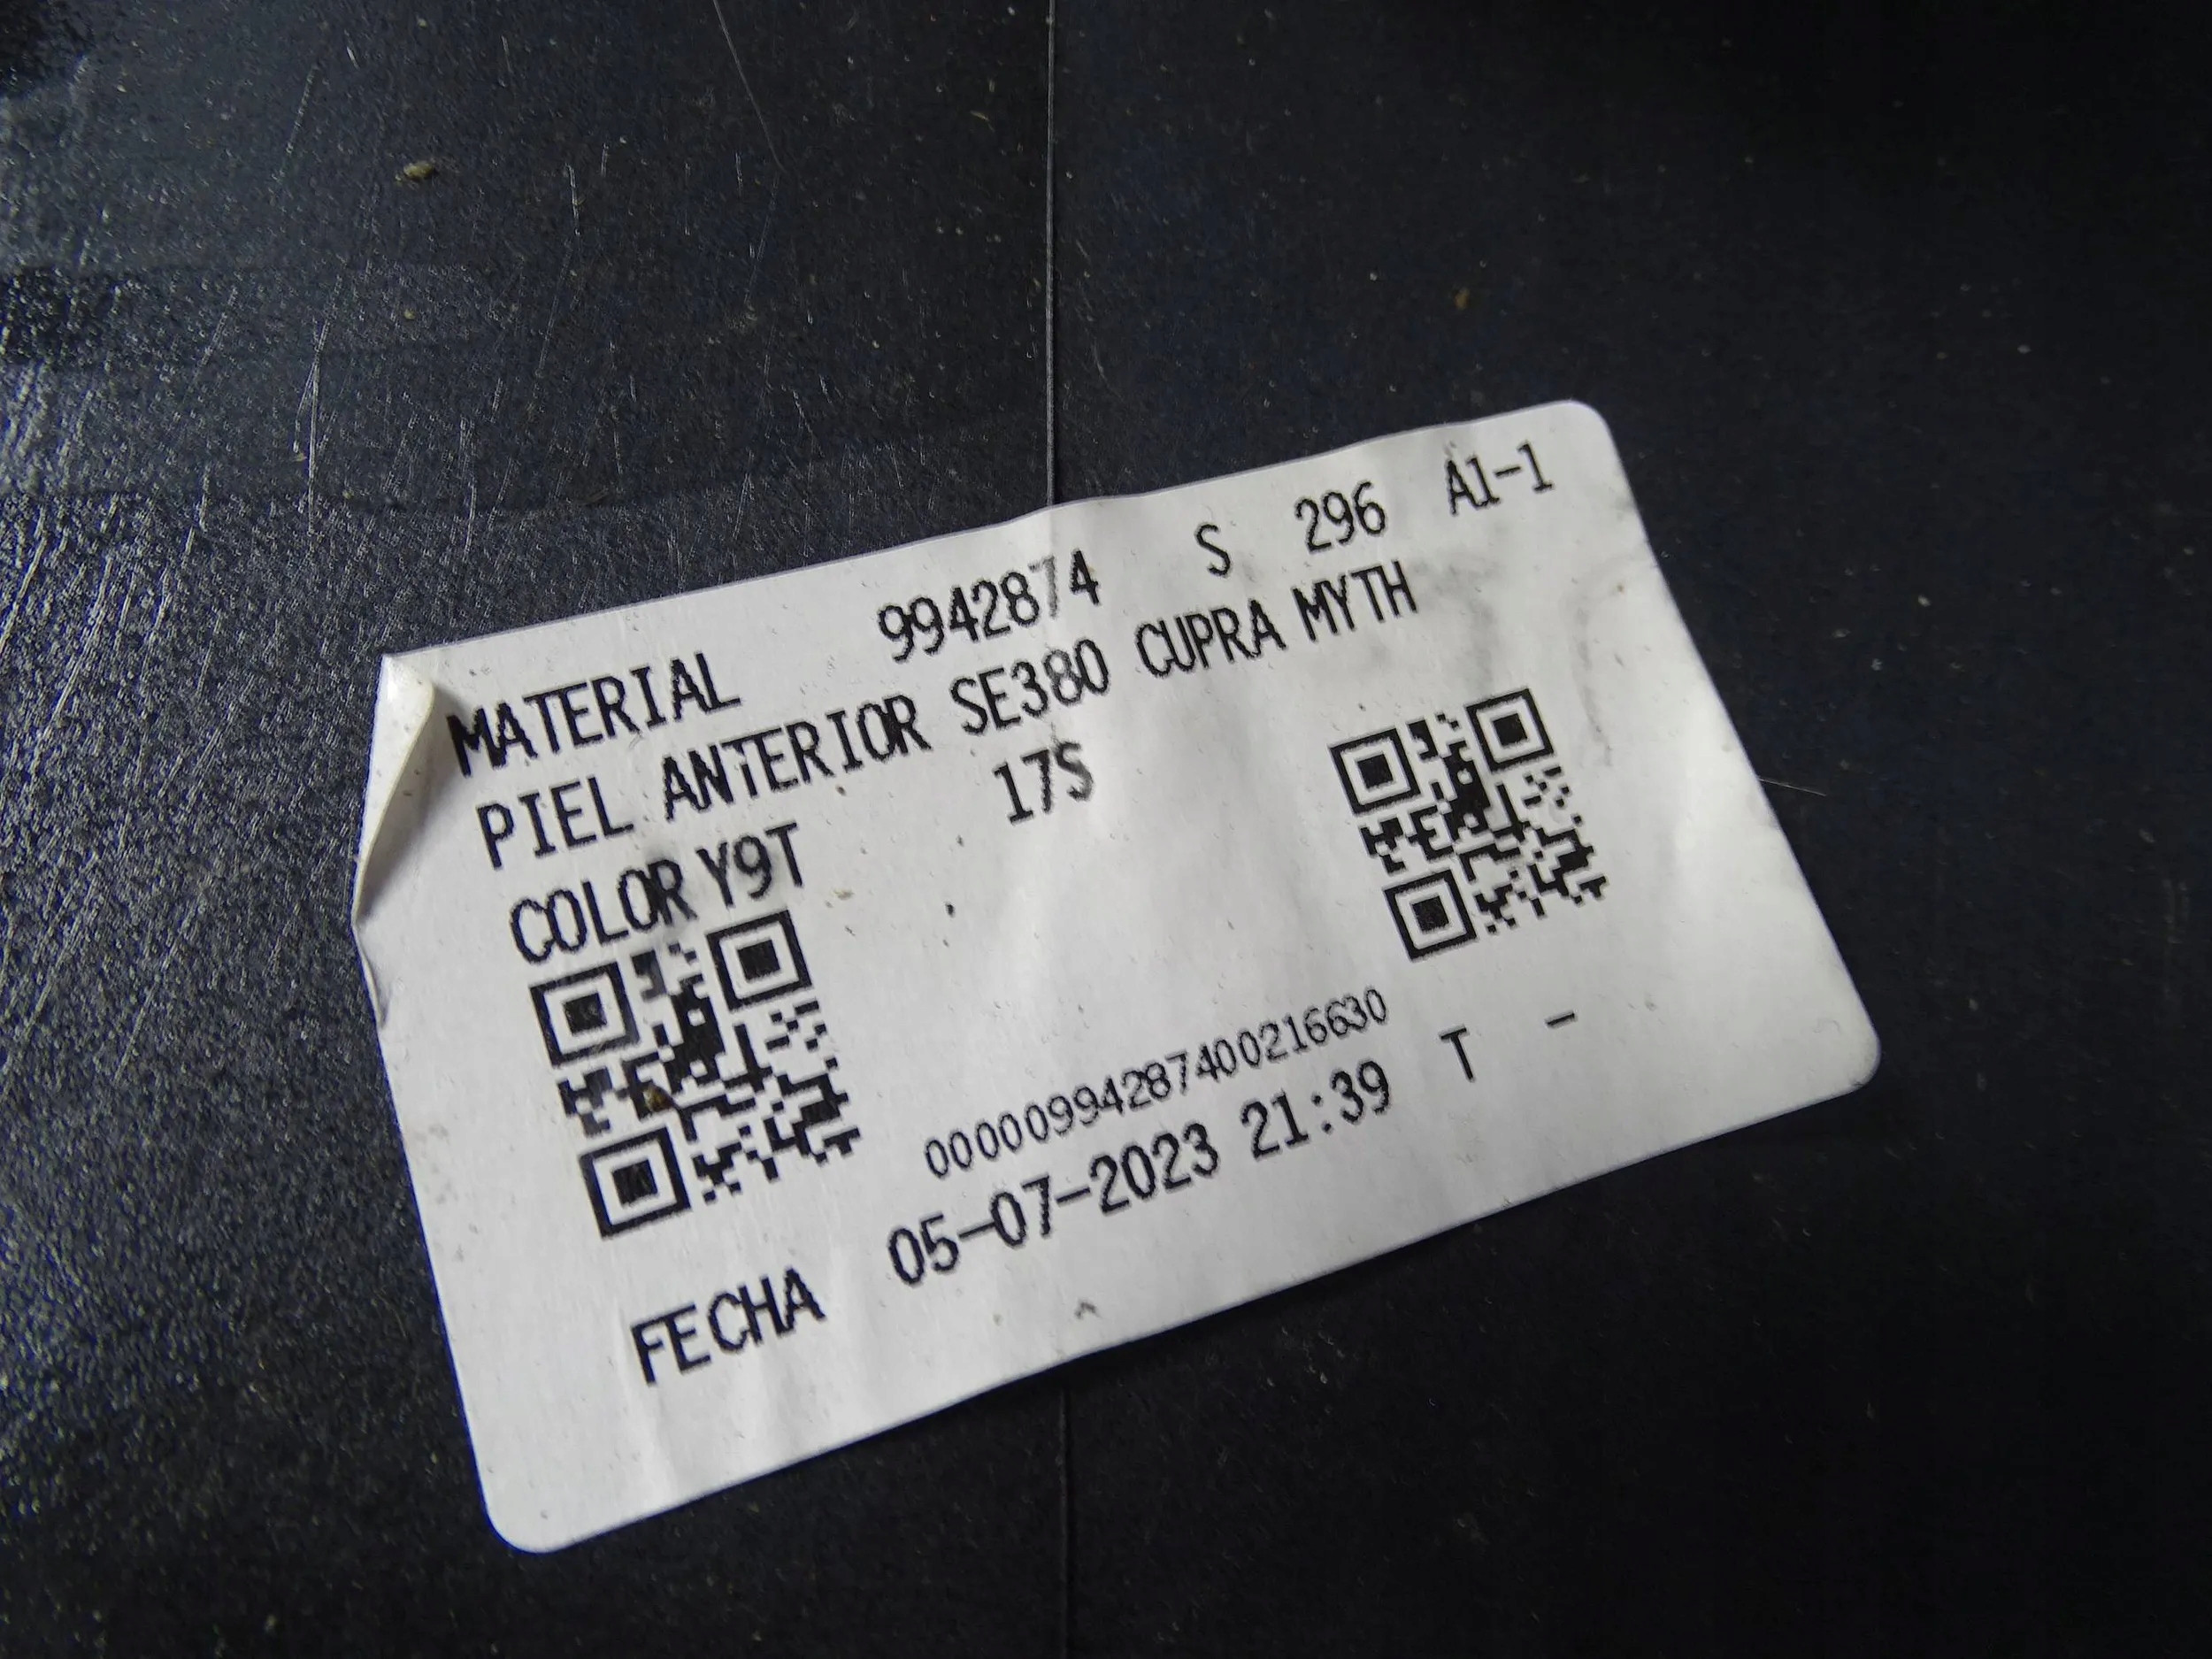 MATERIAL 9942874 S 296 A1-1
PIEL ANTERIOR SE380 CUPRA MYTH
COLOR Y9T 17S
00000994287400216630
FECHA 05-07-2023 21:39 T -